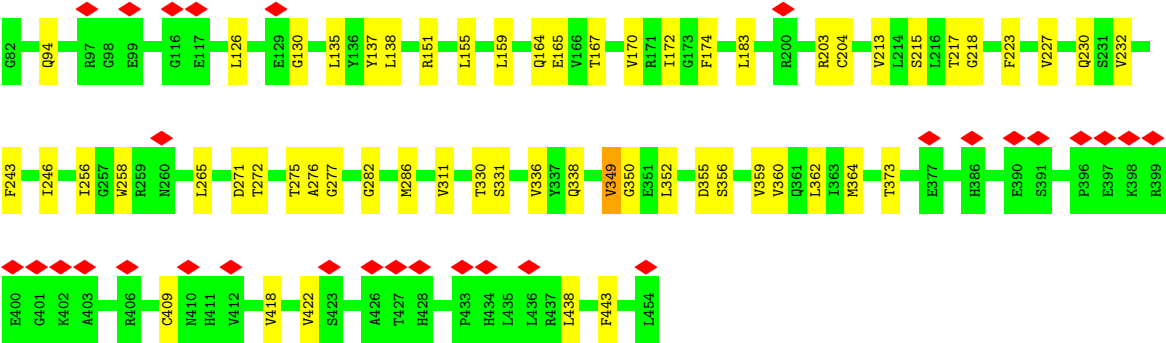 G82 Q94 R97 G98 E99 G116 E117 L126 E129 G130 L135 Y136 Y137 L138 R151 L155 L159 Q164 E165 V166 T167 V170 R171 I172 G173 F174 L183 R200 R203 C204 V213 L214 S215 L216 T217 G218 F223 V227 Q230 S231 V232
F243 I246 I256 G257 W258 R259 N260 L265 D271 T272 T275 A276 G277 G282 M286 V311 T330 S331 V336 Y337 Q338 V349 G350 E351 L352 D355 S356 V359 V360 Q361 L362 I363 M364 T373 E377 H386 E390 S391 P396 E397 K398 R399
E400 G401 K402 A403 R406 C409 N410 H411 V412 V418 V422 S423 A426 T427 H428 P433 H434 L435 L436 R437 L438 F443 L454